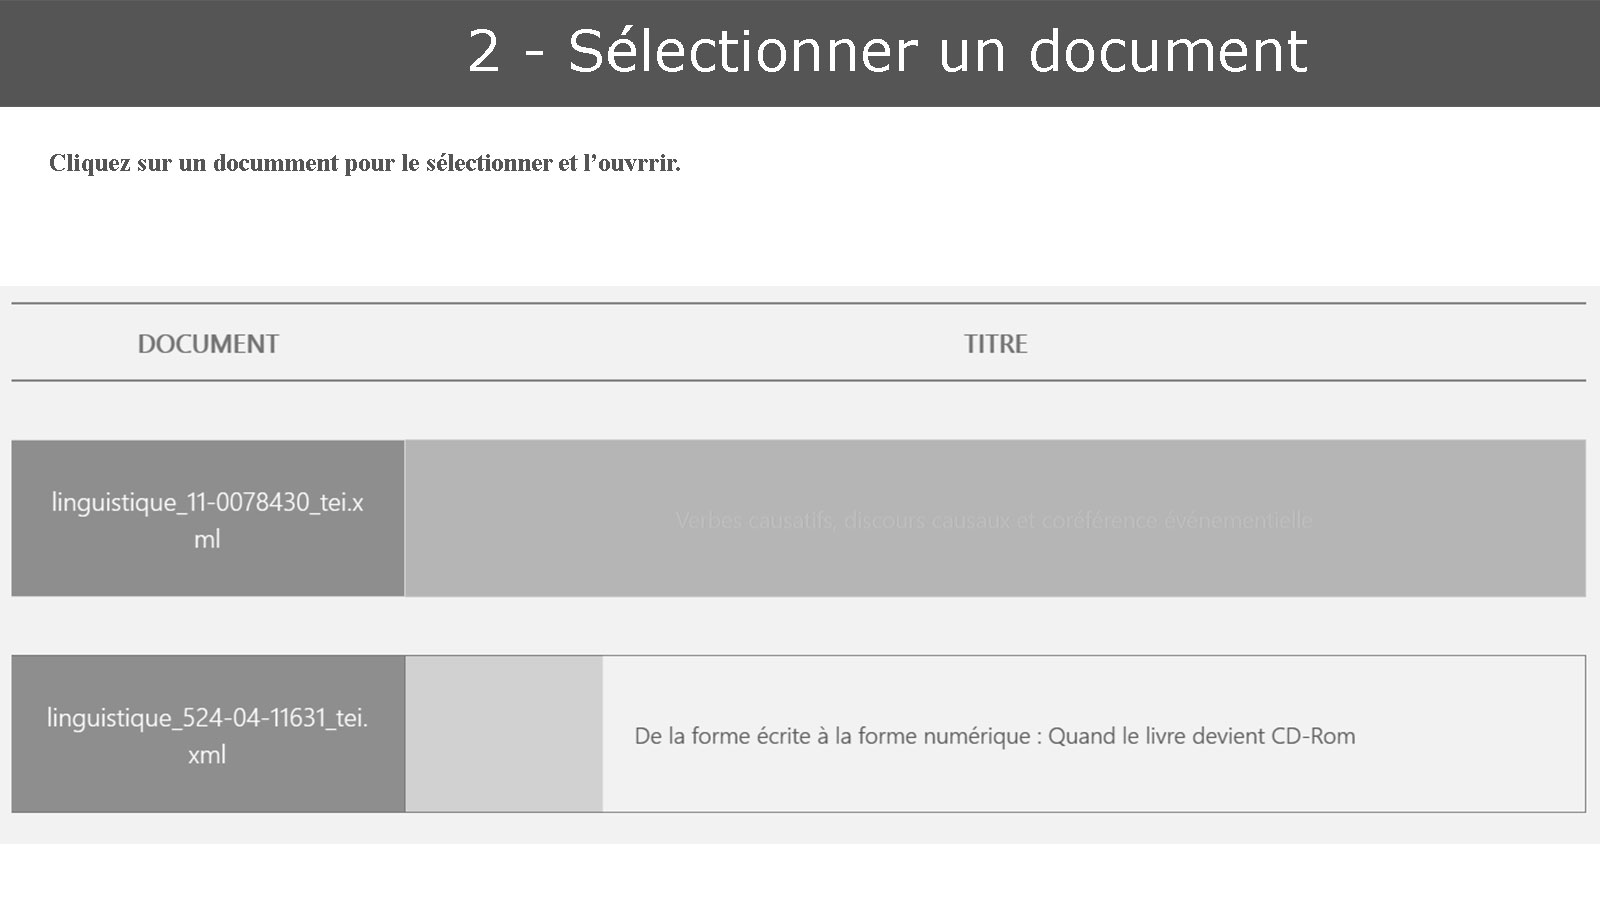 2 - Sélectionner un document
Cliquez sur un documment pour le sélectionner et l’ouvrrir.
DOCUMENT
TITRE
linguistique_11-0078430_tei.x
ml
Verbes causatifs, discours causaux et coréférence événementielle
linguistique_524-04-11631_tei.
xml
De la forme écrite à la forme numérique : Quand le livre devient CD-Rom